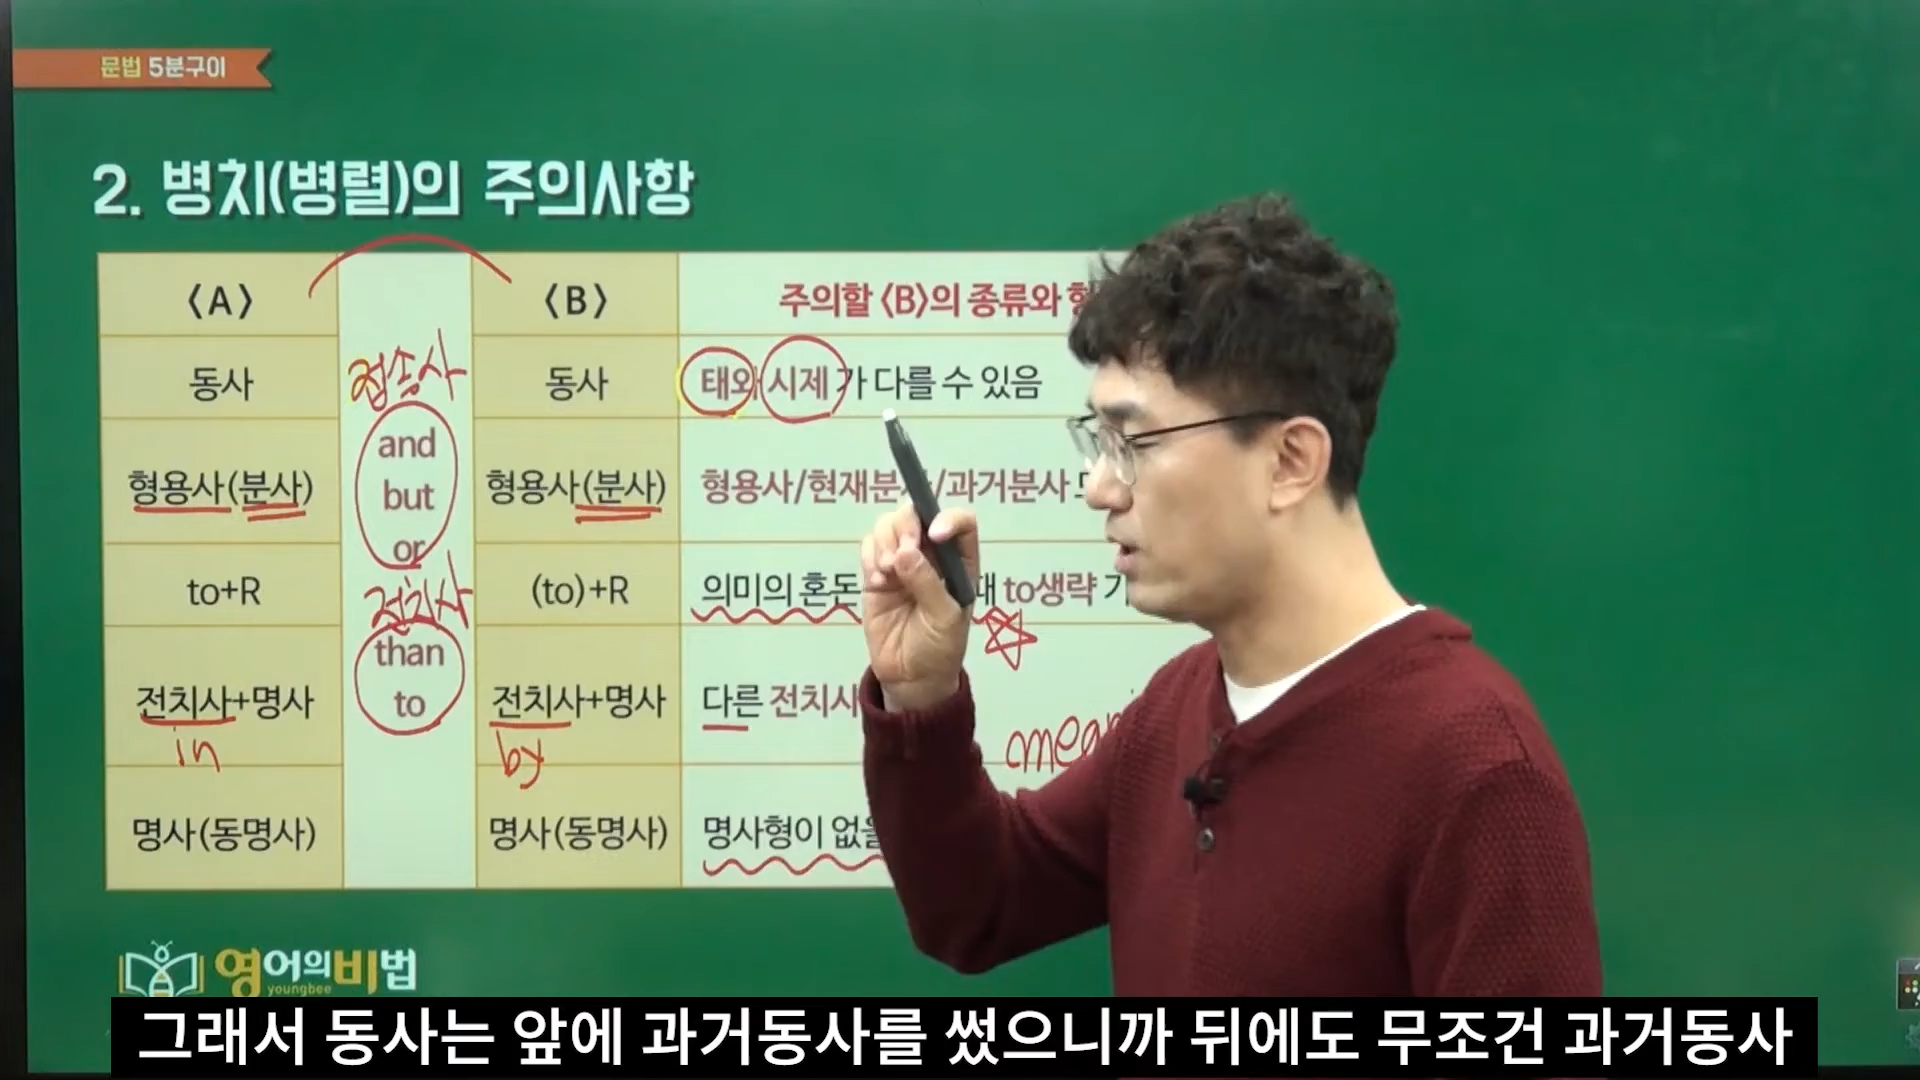 문법 5분구이
2. 병치(병렬)의 주의사항
〈A〉
〈B〉
주의할 〈B〉의 종류와
동사
접속사
동사
태와 시제가 다를 수 있음
형용사(분사)
and
but
or
형용사(분사)
형용사/현재분사/과거분사
to+R
전치사
(to)+R
의미의 혼돈
때 to생략
전치사+명사
in
than
to
전치사+명사
by
다른 전치사
명사(동명사)
명사(동명사)
명사형이 없을
영어의비법
youngbee
그래서 동사는 앞에 과거동사를 썼으니까 뒤에도 무조건 과거동사